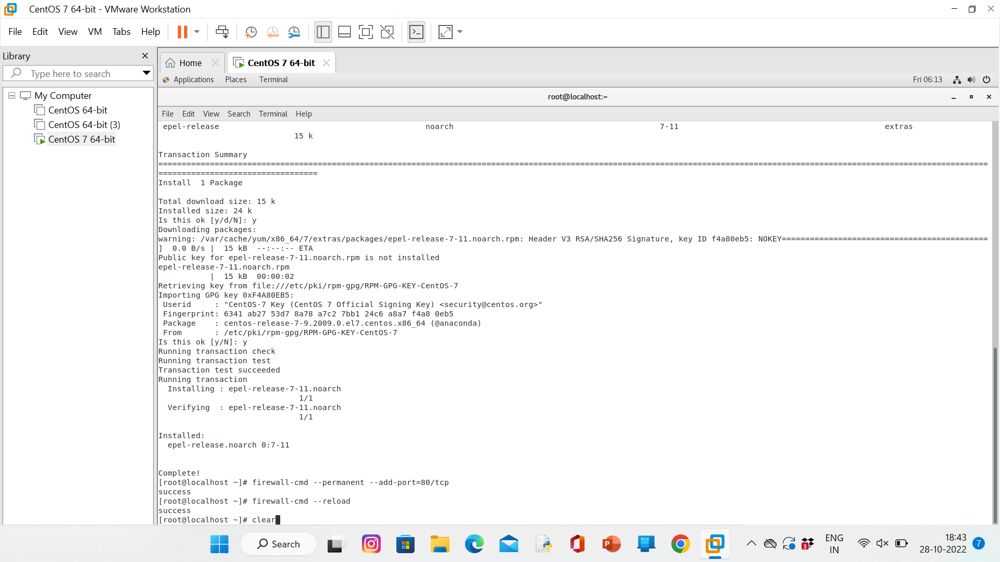 CentOS 7 64-bit - VMware Workstation
File Edit View VM Tabs Help
Library
Type here to search
My Computer
CentOS 64-bit
CentOS 64-bit (3)
CentOS 7 64-bit
Home CentOS 7 64-bit
Applications Places Terminal Fri 06:13
root@localhost:~
File Edit View Search Terminal Help
epel-release noarch 7-11 extras
15 k
Transaction Summary
================================================================================================================================================================================
==================================
Install  1 Package
Total download size: 15 k
Installed size: 24 k
Is this ok [y/d/N]: y
Downloading packages:
warning: /var/cache/yum/x86_64/7/extras/packages/epel-release-7-11.noarch.rpm: Header V3 RSA/SHA256 Signature, key ID f4a80eb5: NOKEY============================================
]  0.0 B/s |  15 kB  --:--:-- ETA
Public key for epel-release-7-11.noarch.rpm is not installed
epel-release-7-11.noarch.rpm
|  15 kB  00:00:02
Retrieving key from file:///etc/pki/rpm-gpg/RPM-GPG-KEY-CentOS-7
Importing GPG key 0xF4A80EB5:
Userid     : "CentOS-7 Key (CentOS 7 Official Signing Key) <security@centos.org>"
Fingerprint: 6341 ab27 53d7 8a78 a7c2 7bb1 24c6 a8a7 f4a8 0eb5
Package    : centos-release-7-9.2009.0.el7.centos.x86_64 (@anaconda)
From       : /etc/pki/rpm-gpg/RPM-GPG-KEY-CentOS-7
Is this ok [y/N]: y
Running transaction check
Running transaction test
Transaction test succeeded
Running transaction
Installing : epel-release-7-11.noarch
1/1
Verifying  : epel-release-7-11.noarch
1/1
Installed:
epel-release.noarch 0:7-11
Complete!
[root@localhost ~]# firewall-cmd --permanent --add-port=80/tcp
success
[root@localhost ~]# firewall-cmd --reload
success
[root@localhost ~]# clear
Search
P
3
ENG
IN
18:43
28-10-2022
7